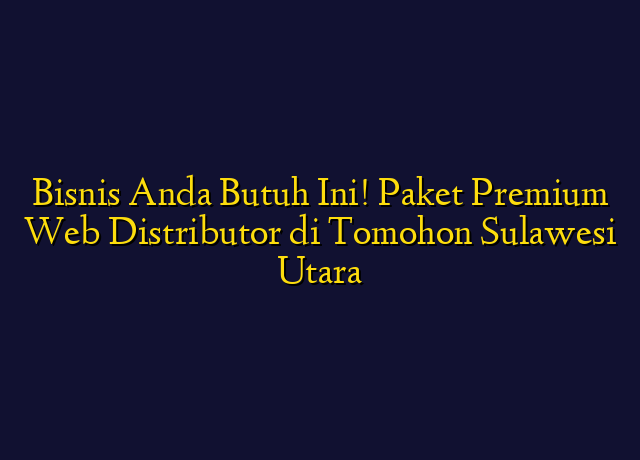 Bisnis Anda Butuh Ini! Paket Premium
Web Distributor di Tomohon Sulawesi
Utara